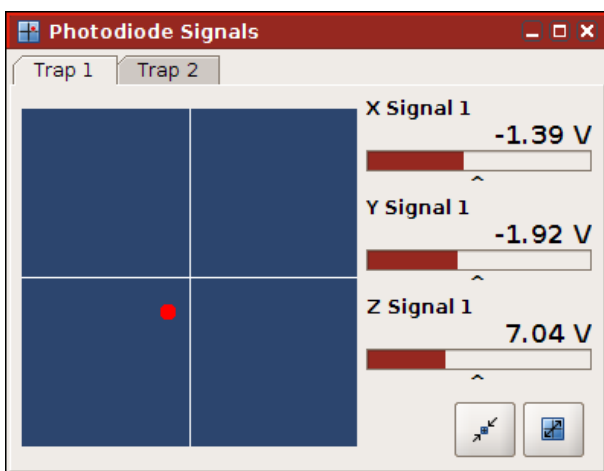 Photodiode Signals
Trap 1
Trap 2
X Signal 1
-1.39 V
Y Signal 1
-1.92 V
Z Signal 1
7.04 V